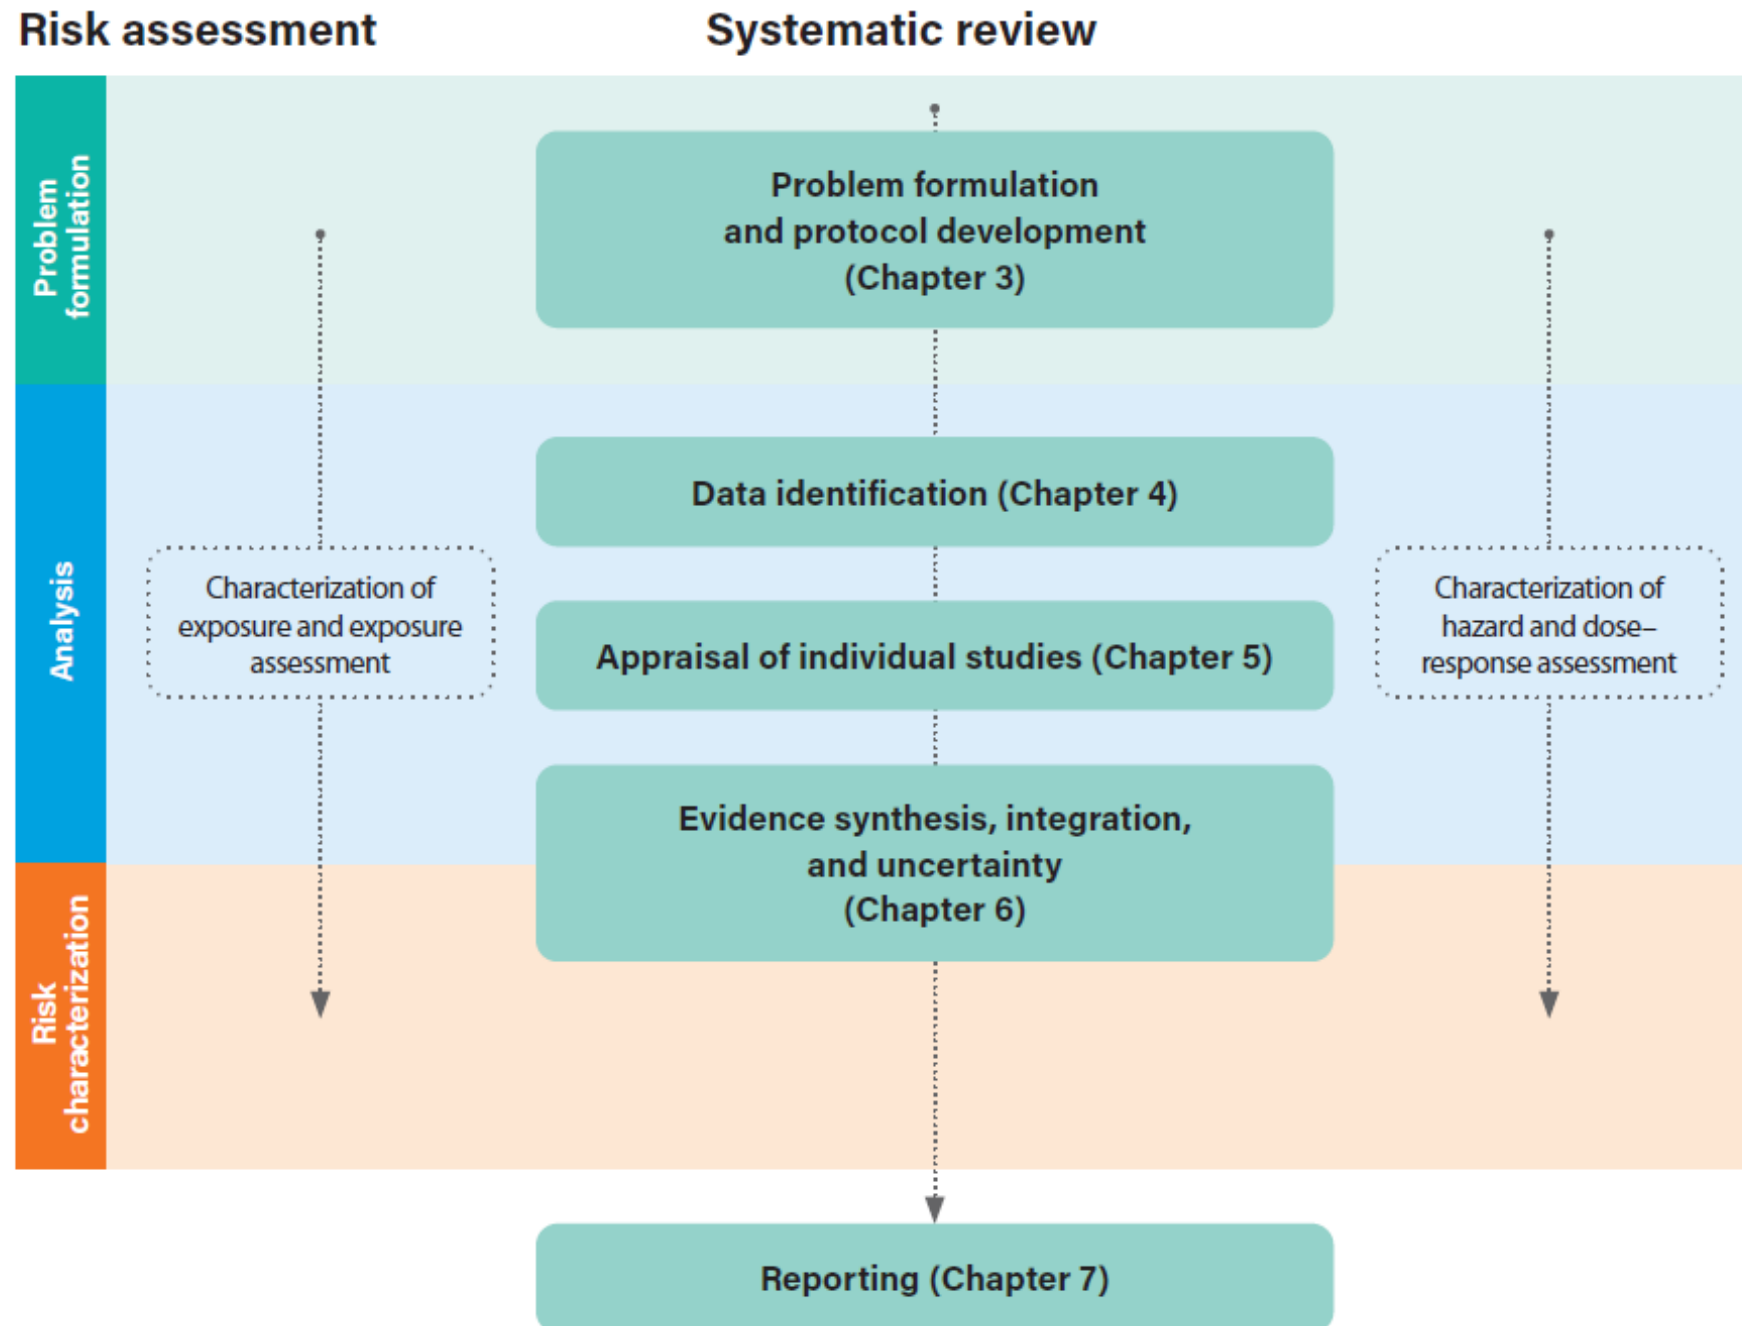 Risk assessment
Systematic review
Problem
formulation
Problem formulation
and protocol development
(Chapter 3)
Analysis
Data identification (Chapter 4)
Characterization of
exposure and exposure
assessment
Appraisal of individual studies (Chapter 5)
Characterization of
hazard and dose–
response assessment
Evidence synthesis, integration,
and uncertainty
(Chapter 6)
Risk
characterization
Reporting (Chapter 7)